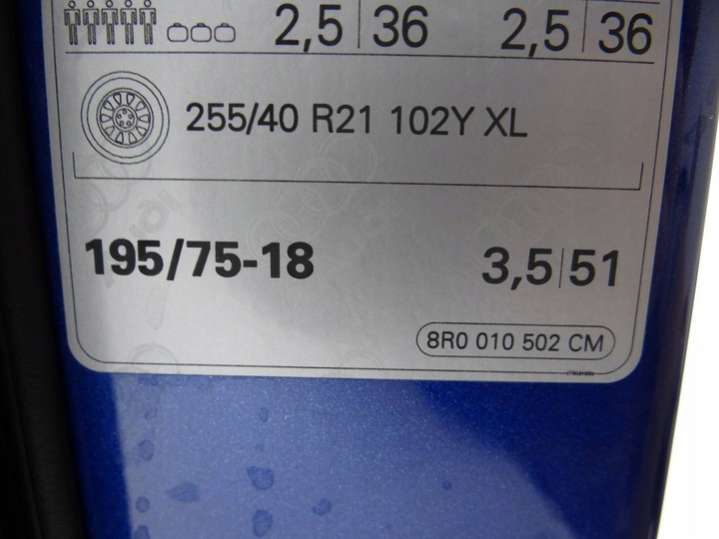 2,5 | 36 2,5 | 36
255/40 R21 102Y XL
195/75-18 3,5 | 51
8R0 010 502 CM